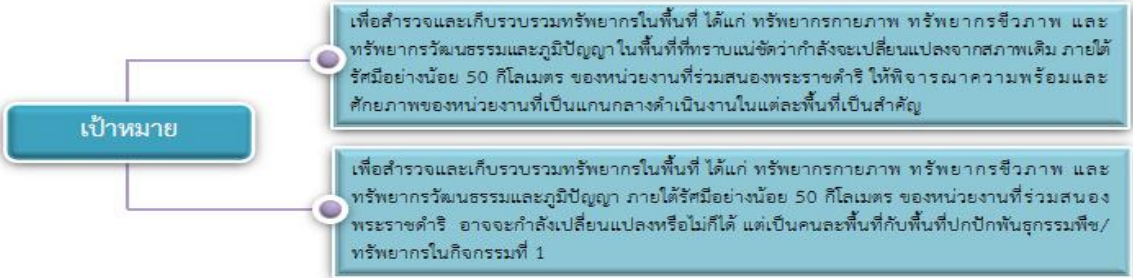 เพื่อสำรวจและเก็บรวบรวมทรัพยากรในพื้นที่ ได้แก่ ทรัพยากรกายภาพ ทรัพยากรชีวภาพ และ
ทรัพยากรวัฒนธรรมและภูมิปัญญา ในพื้นที่ที่ทราบแน่ชัดว่ากำลังจะเปลี่ยนแปลงจากสภาพเดิม ภายใต้
รัศมีอย่างน้อย 50 กิโลเมตร ของหน่วยงานที่ร่วมสนองพระราชดำริ ให้พิจารณาความพร้อมและ
ศักยภาพของหน่วยงานที่เป็นแกนกลางดำเนินงานในแต่ละพื้นที่เป็นสำคัญ
เป้าหมาย
เพื่อสำรวจและเก็บรวบรวมทรัพยากรในพื้นที่ ได้แก่ ทรัพยากรกายภาพ ทรัพยากรชีวภาพ และ
ทรัพยากรวัฒนธรรมและภูมิปัญญา ภายใต้รัศมีอย่างน้อย 50 กิโลเมตร ของหน่วยงานที่ร่วมสนอง
พระราชดำริ อาจจะกำลังเปลี่ยนแปลงหรือไม่ก็ได้ แต่เป็นคนละพื้นที่กับพื้นที่ปกปักพันธุกรรมพืช/
ทรัพยากรในกิจกรรมที่ 1